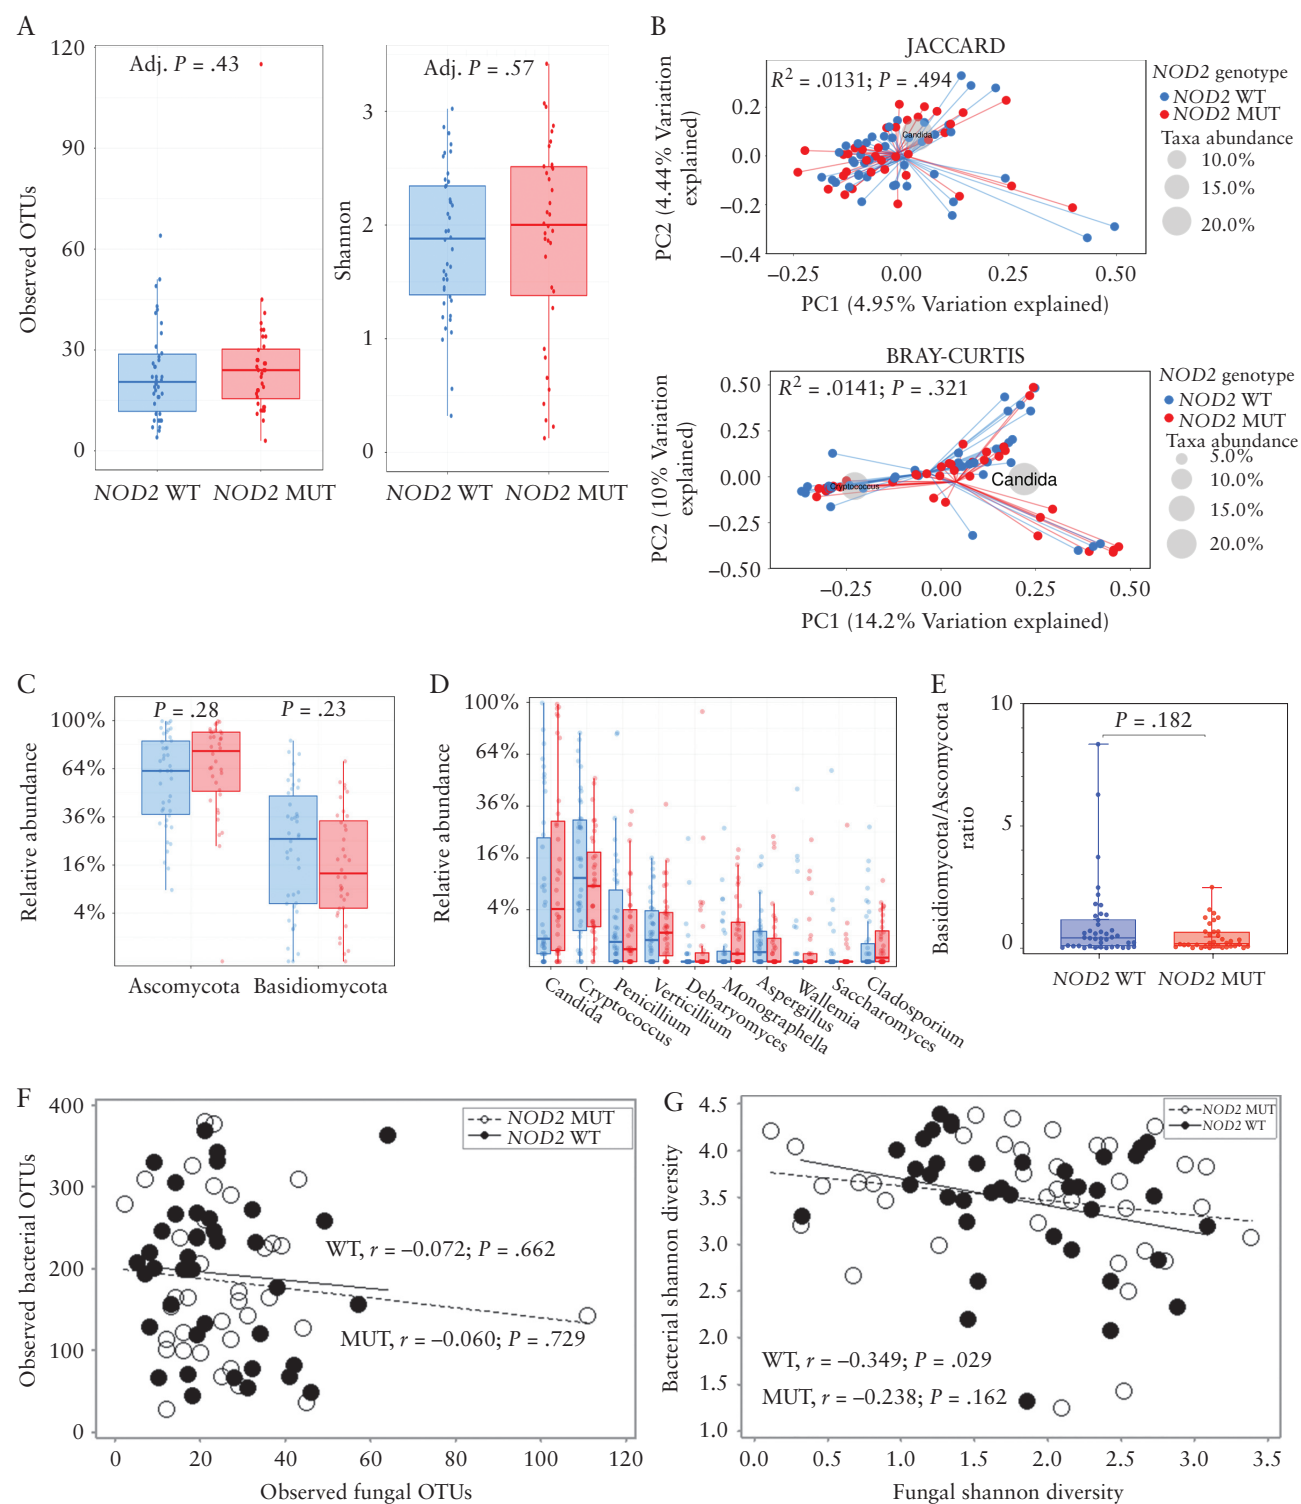 A
120
90
60
30
0
Observed OTUs
Adj. P = .43
NOD2 WT
NOD2 MUT
3
2
1
0
Shannon
Adj. P = .57
NOD2 WT
NOD2 MUT
B
JACCARD
R² = .0131; P = .494
Candida
0.2
0.0
−0.2
−0.4
PC2 (4.44% Variation
explained)
−0.25
0.00
0.25
0.50
PC1 (4.95% Variation explained)
NOD2 genotype
NOD2 WT
NOD2 MUT
Taxa abundance
10.0%
15.0%
20.0%
BRAY-CURTIS
R² = .0141; P = .321
Cryptococcus
Candida
0.50
0.25
0.00
−0.25
−0.50
PC2 (10% Variation
explained)
−0.25
0.00
0.25
0.50
PC1 (14.2% Variation explained)
NOD2 genotype
NOD2 WT
NOD2 MUT
Taxa abundance
5.0%
10.0%
15.0%
20.0%
C
100%
64%
36%
16%
4%
Relative abundance
P = .28
P = .23
Ascomycota
Basidiomycota
D
100%
64%
36%
16%
4%
Relative abundance
Candida
Cryptococcus
Penicillium
Verticillium
Debaryomyces
Monographella
Aspergillus
Wallemia
Saccharomyces
Cladosporium
E
10
5
0
Basidiomycota/Ascomycota
ratio
P = .182
NOD2 WT
NOD2 MUT
F
400
300
200
100
0
Observed bacterial OTUs
NOD2 MUT
NOD2 WT
WT, r = −0.072; P = .662
MUT, r = −0.060; P = .729
0
20
40
60
80
100
120
Observed fungal OTUs
G
4.5
4.0
3.5
3.0
2.5
2.0
1.5
1.0
Bacterial shannon diversity
NOD2 MUT
NOD2 WT
WT, r = −0.349; P = .029
MUT, r = −0.238; P = .162
0.0
0.5
1.0
1.5
2.0
2.5
3.0
3.5
Fungal shannon diversity